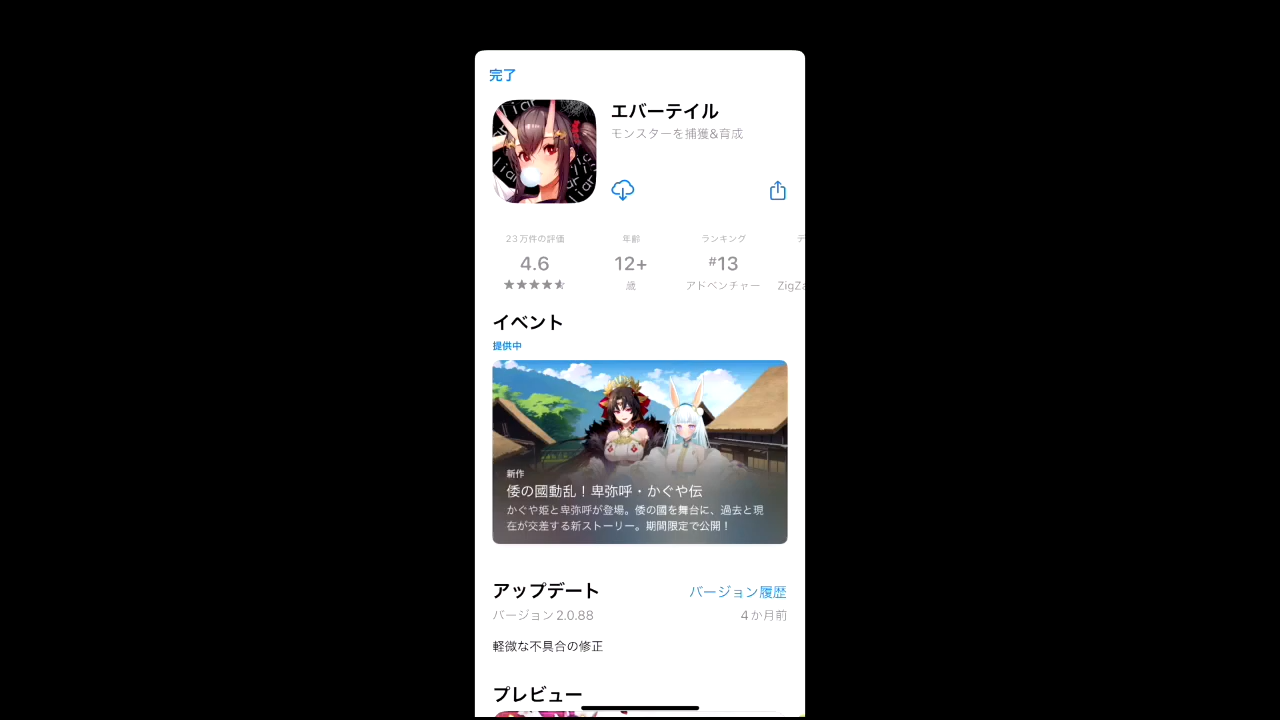 完了
liar
エバーテイル
モンスターを捕獲&育成
23万件の評価
年齢
ランキング
4.6
12+
#13
★★★★⯨
歳
アドベンチャー
イベント
提供中
新作
倭の國動乱！卑弥呼・かぐや伝
かぐや姫と卑弥呼が登場。倭の國を舞台に、過去と現
在が交差する新ストーリー。期間限定で公開！
アップデート
バージョン履歴
バージョン 2.0.88
4 か月前
軽微な不具合の修正
プレビュー